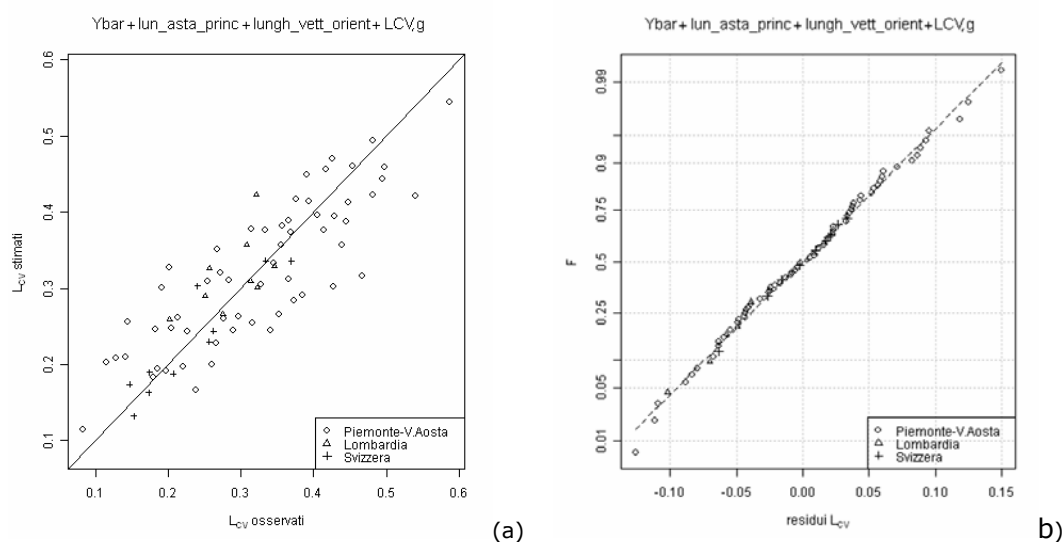 Ybar + lun_asta_princ + lungh_vett_orient + LCV,g
L_CV stimati
0.6
0.5
0.4
0.3
0.2
0.1
Piemonte-V.Aosta
Lombardia
Svizzera
0.1 0.2 0.3 0.4 0.5 0.6
L_CV osservati
(a)
Ybar + lun_asta_princ + lungh_vett_orient + LCV,g
F
0.99
0.9
0.75
0.5
0.25
0.05
0.01
Piemonte-V.Aosta
Lombardia
Svizzera
-0.10 -0.05 0.00 0.05 0.10 0.15
residui L_CV
b)